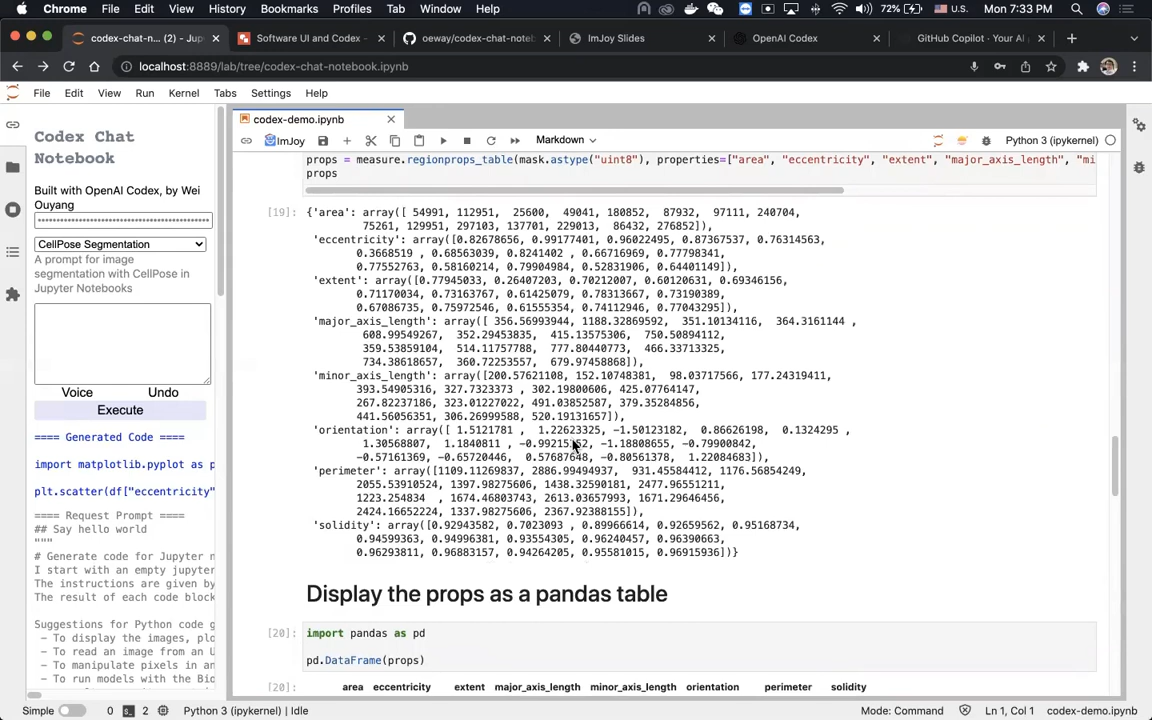 Chrome File Edit View History Bookmarks Profiles Tab Window Help 72% U.S. Mon 7:33 PM
codex-chat-n... (2) - Jup Software UI and Codex - ImJoy Slides OpenAI Codex GitHub Copilot · Your AI
oeway/codex-chat-noteb
localhost:8889/lab/tree/codex-chat-notebook.ipynb
File Edit View Run Kernel Tabs Settings Help
Codex Chat
Notebook
Built with OpenAI Codex, by Wei
Ouyang
CellPose Segmentation
A prompt for image
segmentation with CellPose in
Jupyter Notebooks
Voice Undo
Execute
==== Generated Code ====
import matplotlib.pyplot as p
plt.scatter(df["eccentricity"
==== Request Prompt ====
## Say hello world
"""
# Generate code for Jupyter n
I start with an empty jupyter
The instructions are given by
The result of each code block
Suggestions for Python code g
- To display the images, plo
- To read an image from an U
- To manipulate pixels in an
- To run models with the Bio
codex-demo.ipynb
ImJoy Markdown Python 3 (ipykernel)
props = measure.regionprops_table(mask.astype("uint8"), properties=["area", "eccentricity", "extent", "major_axis_length", "mi
props
[19]: {'area': array([ 54991, 112951, 25600, 49041, 180852, 87932, 97111, 240704,
75261, 129951, 297103, 137701, 229013, 86432, 276852]),
'eccentricity': array([0.82678656, 0.99177401, 0.96022495, 0.87367537, 0.76314563,
0.3668519 , 0.68563039, 0.8241402 , 0.66716969, 0.77798341,
0.77552763, 0.58160214, 0.79904984, 0.52831906, 0.64401149]),
'extent': array([0.77945033, 0.26407203, 0.70212007, 0.60120631, 0.69346156,
0.71170034, 0.73163767, 0.61425079, 0.78313667, 0.73190389,
0.67086735, 0.75972546, 0.61555354, 0.74112946, 0.77043295]),
'major_axis_length': array([ 356.56993944, 1188.32869592, 351.10134116, 364.3161144 ,
608.99549267, 352.29453835, 415.13575306, 750.50894112,
359.53859104, 514.11757788, 777.80440773, 466.33713325,
734.38618657, 360.72253557, 679.97458868]),
'minor_axis_length': array([200.57621108, 152.10748381, 98.03717566, 177.24319411,
393.54905316, 327.7323373 , 302.19800606, 425.07764147,
267.82237186, 323.01227022, 491.03852587, 379.35284856,
441.56056351, 306.26999588, 520.19131657]),
'orientation': array([ 1.5121781 , 1.22623325, -1.50123182, 0.86626198, 0.1324295 ,
1.30568807, 1.1840811 , -1.18808655, -0.79900842,
-0.57161369, -0.65720446, 0.57687648, -0.80561378, 1.22084683]),
'perimeter': array([1109.11269837, 2886.99494937, 931.45584412, 1176.56854249,
2055.53910524, 1397.98275606, 1438.32590181, 2477.96551211,
1223.254834 , 1674.46803743, 2613.03657993, 1671.29646456,
2424.16652224, 1337.98275606, 2367.92388155]),
'solidity': array([0.92943582, 0.7023093 , 0.89966614, 0.92659562, 0.95168734,
0.94599363, 0.94996381, 0.93554305, 0.96240457, 0.96390663,
0.96293811, 0.96883157, 0.94264205, 0.95581015, 0.96915936])}
Display the props as a pandas table
[20]: import pandas as pd
pd.DataFrame(props)
[20]: area eccentricity extent major_axis_length minor_axis_length orientation perimeter solidity
Simple 0 2 Python 3 (ipykernel) | Idle Mode: Command Ln 1, Col 1 codex-demo.ipynb